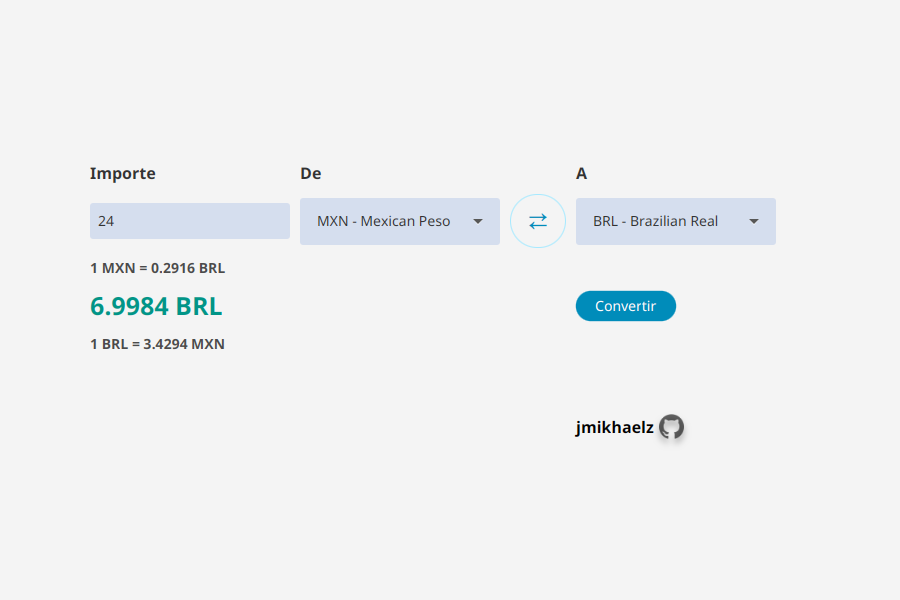 Importe
De
A
24
MXN - Mexican Peso
BRL - Brazilian Real
1 MXN = 0.2916 BRL
6.9984 BRL
Convertir
1 BRL = 3.4294 MXN
jmikhaelz